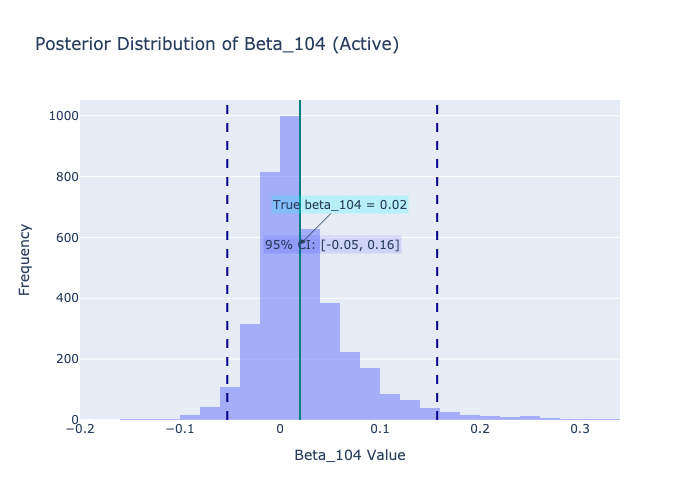 Posterior Distribution of Beta_104 (Active)
1000
800
True beta_104 = 0.02
600
95% CI: [-0.05, 0.16]
Frequency
400
200
0
−0.2
−0.1
0
0.1
0.2
0.3
Beta_104 Value